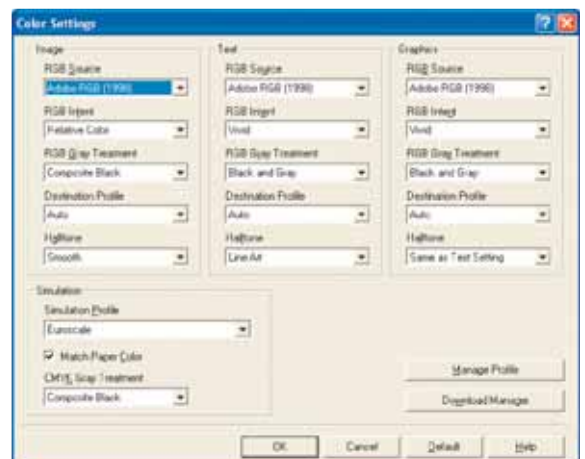 Color Settings
Image
RGB Source
Adobe RGB (1998)
RGB Intent
Relative Color
RGB Gray Treatment
Composite Black
Destination Profile
Auto
Halftone
Smooth
Text
RGB Source
Adobe RGB (1998)
RGB Intent
Vivid
RGB Gray Treatment
Black and Gray
Destination Profile
Auto
Halftone
Line Art
Graphics
RGB Source
Adobe RGB (1998)
RGB Intent
Vivid
RGB Gray Treatment
Black and Gray
Destination Profile
Auto
Halftone
Same as Text Setting
Simulation
Simulation Profile
Euroscale
Match Paper Color
CMYK Gray Treatment
Composite Black
Manage Profile
Download Manager
OK
Cancel
Default
Help